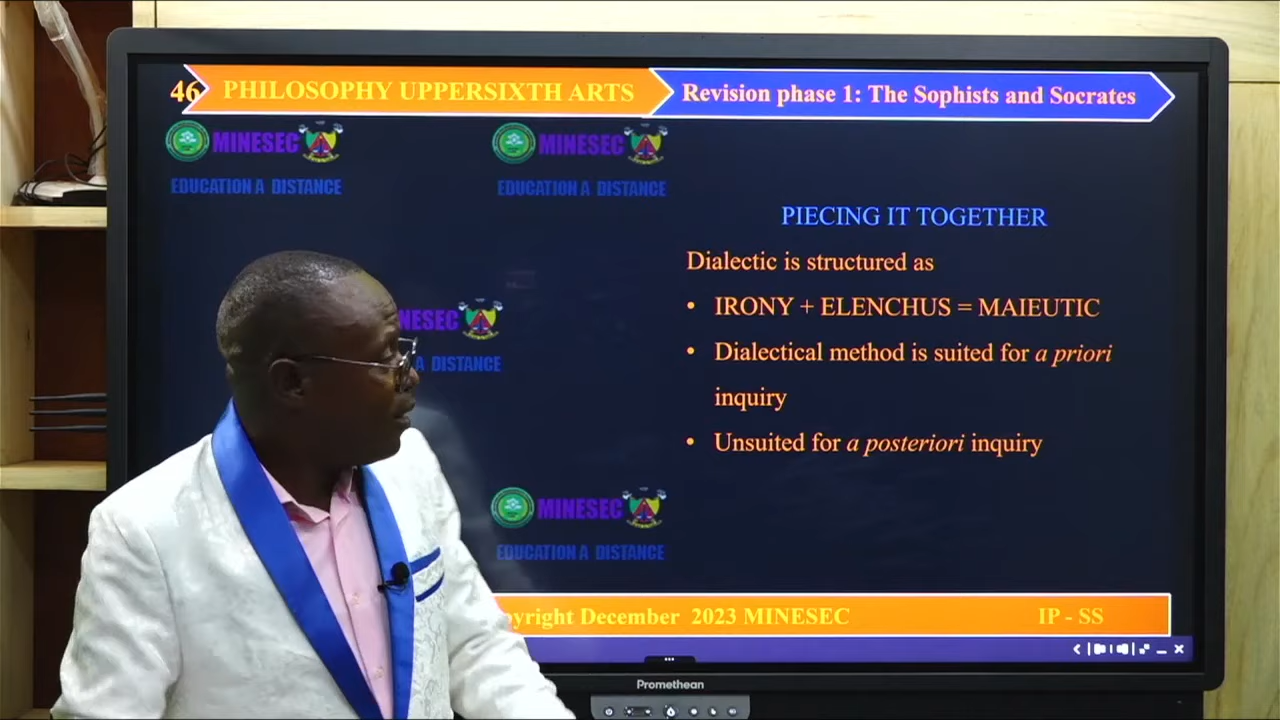 46
PHILOSOPHY UPPERSIXTH ARTS
Revision phase 1: The Sophists and Socrates
MINESEC
EDUCATION A DISTANCE
MINESEC
EDUCATION A DISTANCE
PIECING IT TOGETHER
Dialectic is structured as
• IRONY + ELENCHUS = MAIEUTIC
• Dialectical method is suited for a priori
inquiry
• Unsuited for a posteriori inquiry
NESEC
A DISTANCE
MINESEC
EDUCATION A DISTANCE
pyright December 2023 MINESEC
IP - SS
Promethean